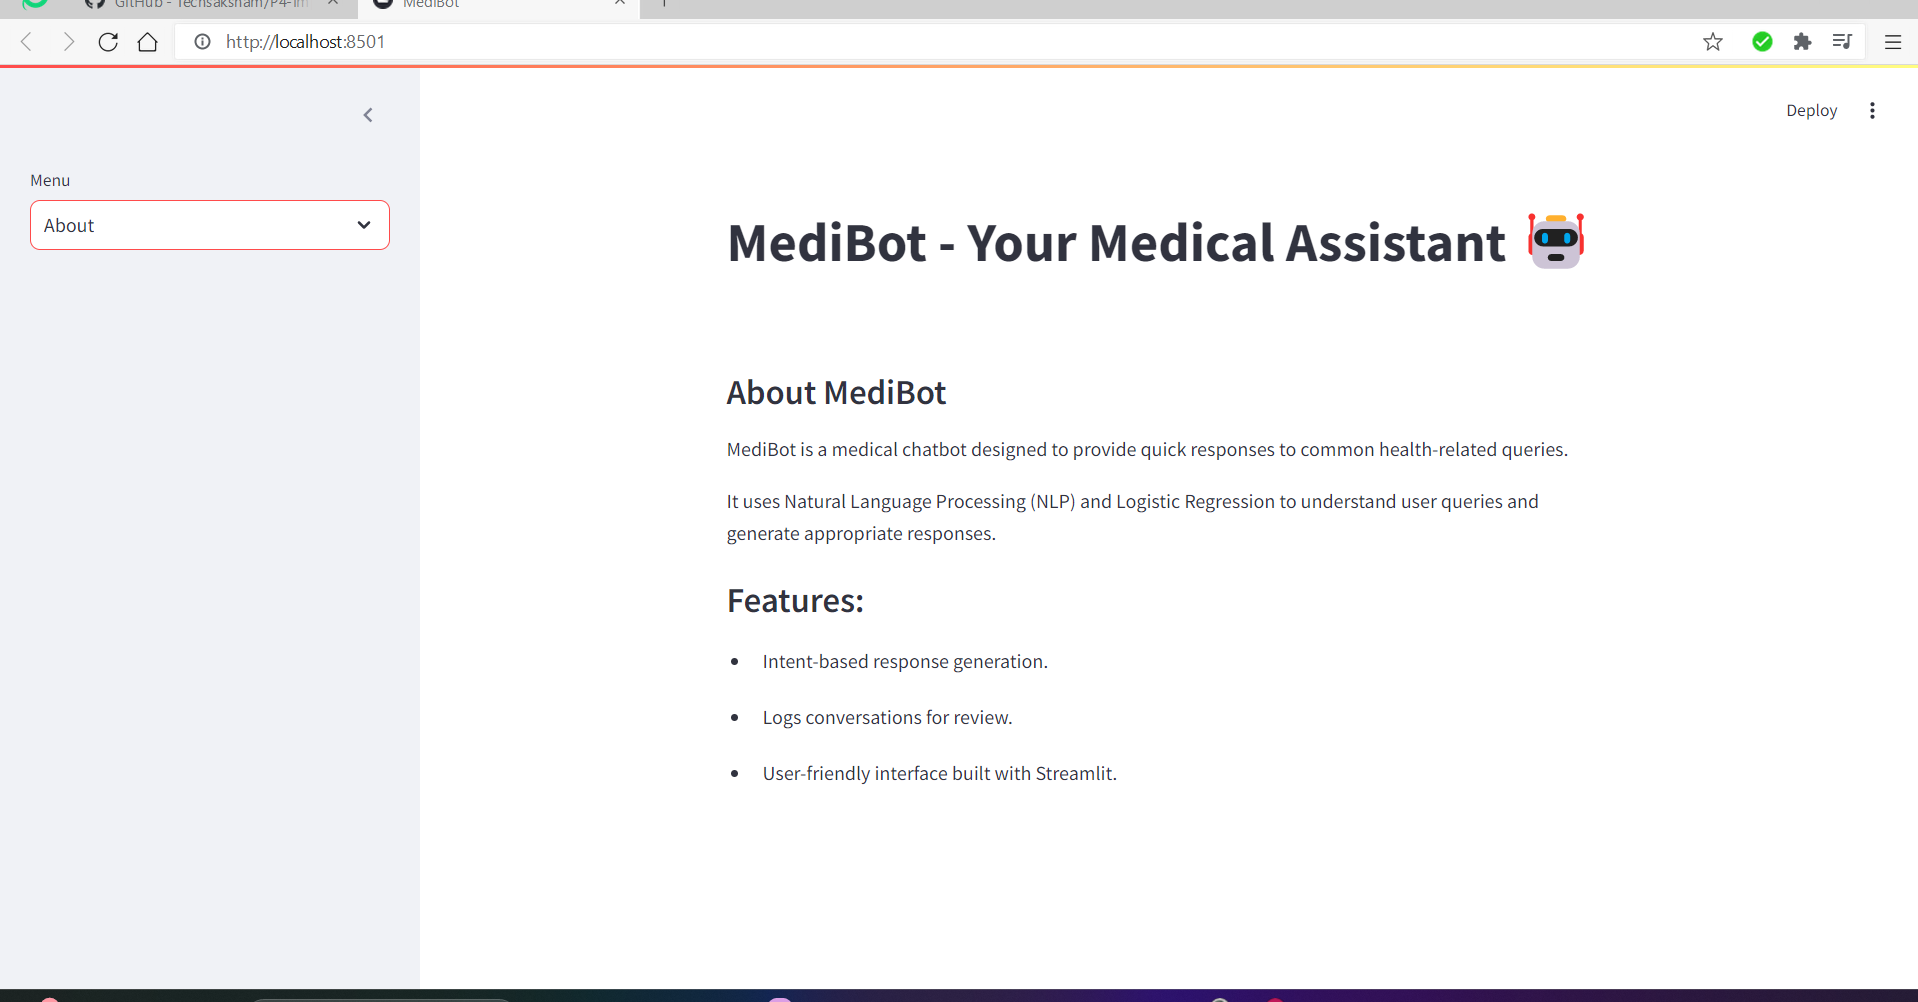 GitHub - Techsaksham/P4-Im
MediBot
http://localhost:8501
Deploy
Menu
About
MediBot - Your Medical Assistant
About MediBot
MediBot is a medical chatbot designed to provide quick responses to common health-related queries.
It uses Natural Language Processing (NLP) and Logistic Regression to understand user queries and
generate appropriate responses.
Features:
• Intent-based response generation.
• Logs conversations for review.
• User-friendly interface built with Streamlit.